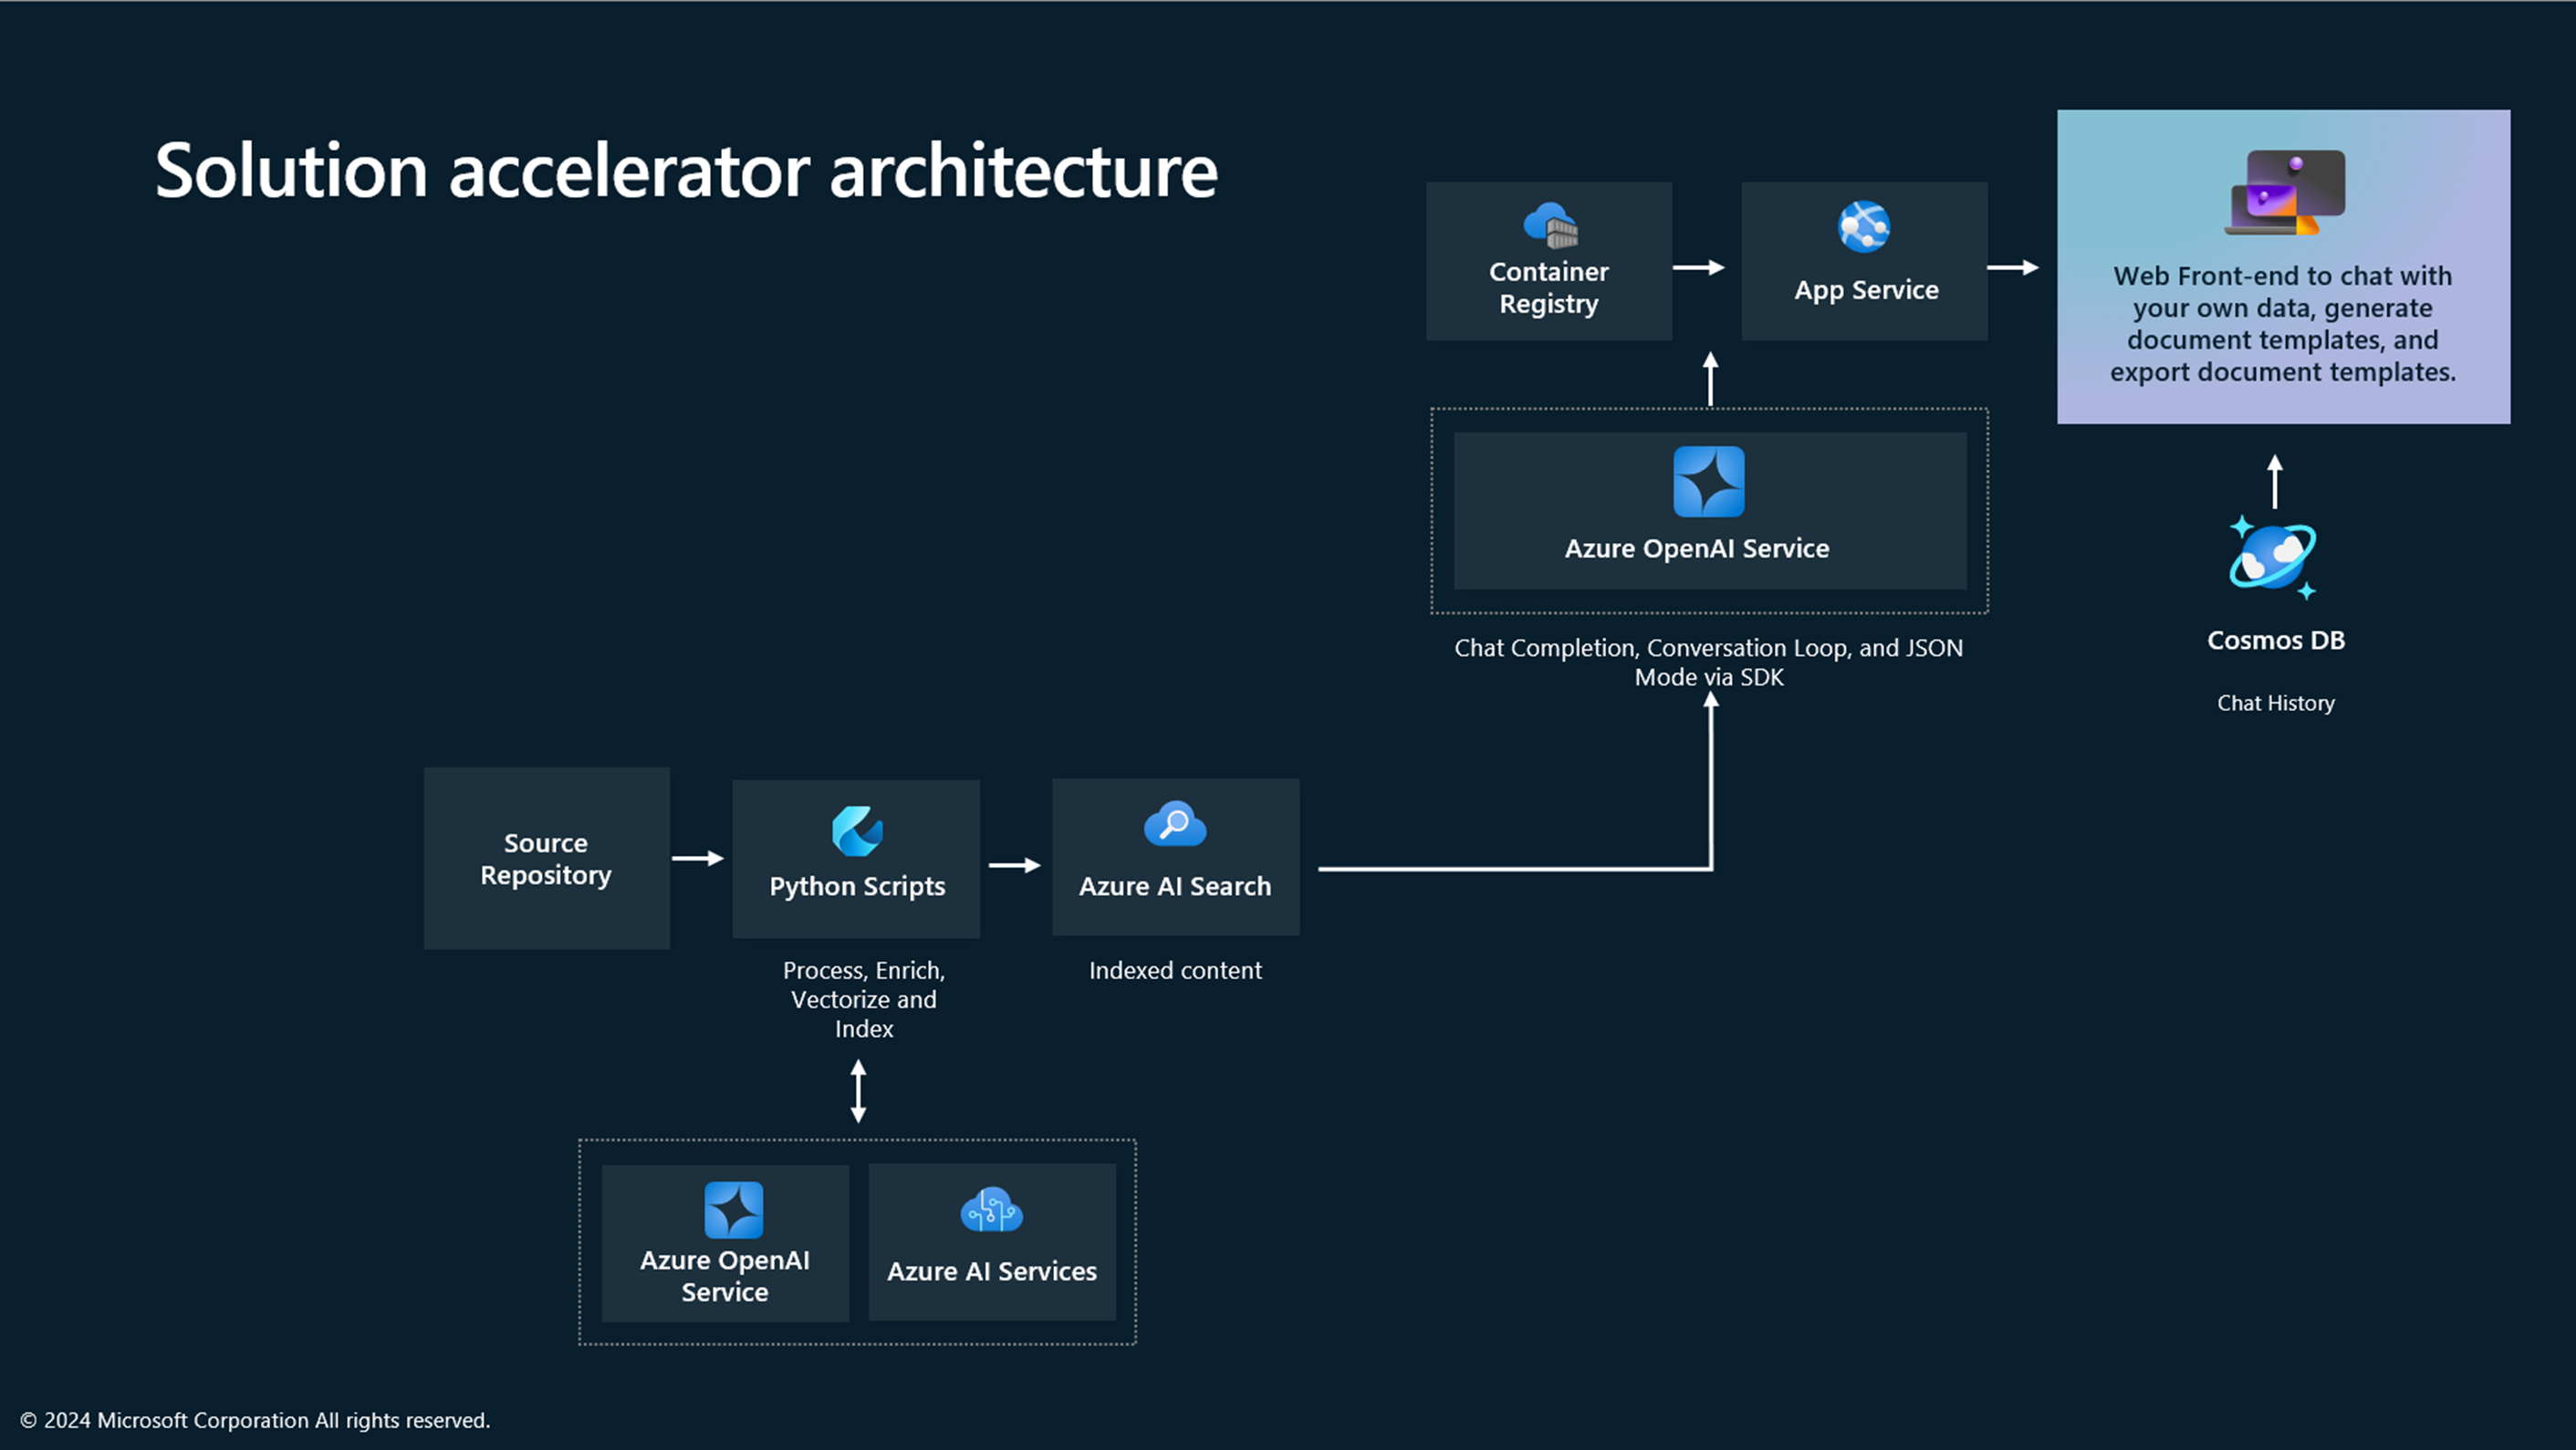 Solution accelerator architecture
Container
Registry
App Service
Web Front-end to chat with
your own data, generate
document templates, and
export document templates.
Azure OpenAI Service
Chat Completion, Conversation Loop, and JSON
Mode via SDK
Cosmos DB
Chat History
Source
Repository
Python Scripts
Process, Enrich,
Vectorize and
Index
Azure AI Search
Indexed content
Azure OpenAI
Service
Azure AI Services
© 2024 Microsoft Corporation All rights reserved.